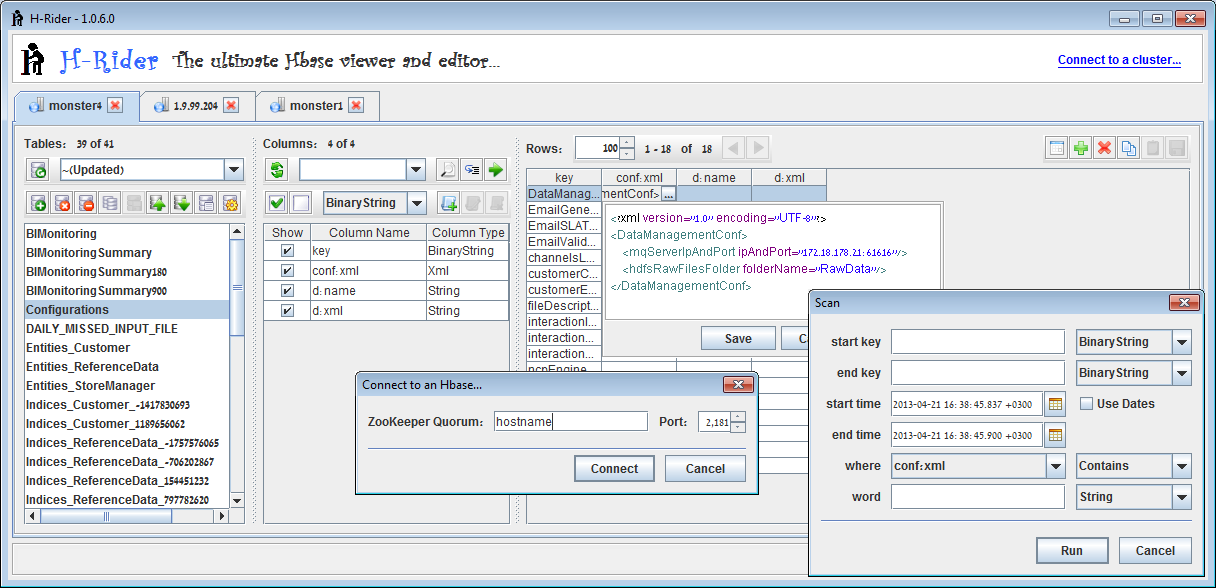 H-Rider - 1.0.6.0
H-Rider The ultimate Hbase viewer and editor...
Connect to a cluster...
monster4
1.9.99.204
monster1
Tables: 39 of 41
~(Updated)
BIMonitoring
BIMonitoringSummary
BIMonitoringSummary180
BIMonitoringSummary900
Configurations
DAILY_MISSED_INPUT_FILE
Entities_Customer
Entities_ReferenceData
Entities_StoreManager
Indices_Customer_-1417830693
Indices_Customer_1189656062
Indices_ReferenceData_-1757576065
Indices_ReferenceData_-706202867
Indices_ReferenceData_154451232
Indices_ReferenceData_797782620
Columns: 4 of 4
BinaryString
Show Column Name Column Type
key BinaryString
conf:xml Xml
d:name String
d:xml String
Rows: 100 1 - 18 of 18
key conf:xml d:name d:xml
DataManag... mentConf> ...
EmailGene...
EmailSLAT...
EmailValid...
channelsL...
customerC...
customerE...
fileDescript...
interactionI...
interaction...
interaction...
<?xml version="1.0" encoding="UTF-8"?>
<DataManagementConf>
<mqServerIpAndPort ipAndPort="172.18.178.21:61616"/>
<hdfsRawFilesFolder folderName="RawData"/>
</DataManagementConf>
Save
Connect to an Hbase...
ZooKeeper Quorum: hostname Port: 2,181
Connect Cancel
Scan
start key BinaryString
end key BinaryString
start time 2013-04-21 16:38:45.837 +0300 Use Dates
end time 2013-04-21 16:38:45.900 +0300
where conf:xml Contains
word String
Run Cancel